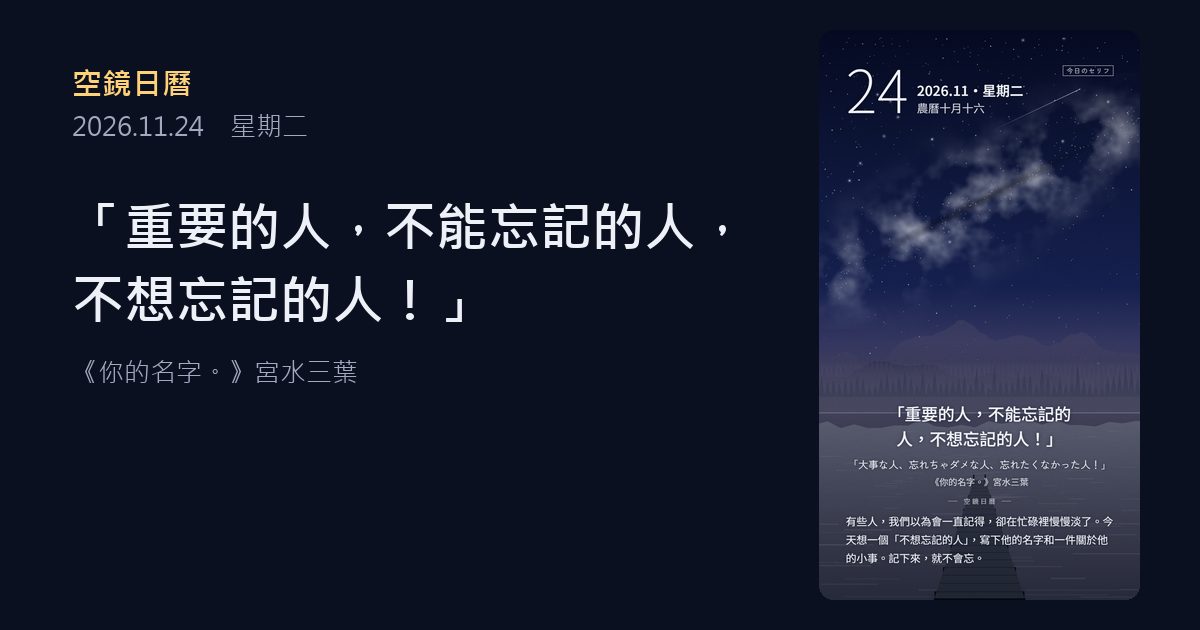 空鏡日曆
2026.11.24 星期二
「重要的人，不能忘記的人，
不想忘記的人！」
《你的名字。》宮水三葉
今日のセリフ
24
2026.11・星期二
農曆十月十六
「重要的人，不能忘記的
人，不想忘記的人！」
「大事な人、忘れちゃダメな人、忘れたくなかった人！」
《你的名字。》宮水三葉
— 空鏡日曆 —
有些人，我們以為會一直記得，卻在忙碌裡慢慢淡了。今
天想一個「不想忘記的人」，寫下他的名字和一件關於他
的小事。記下來，就不會忘。